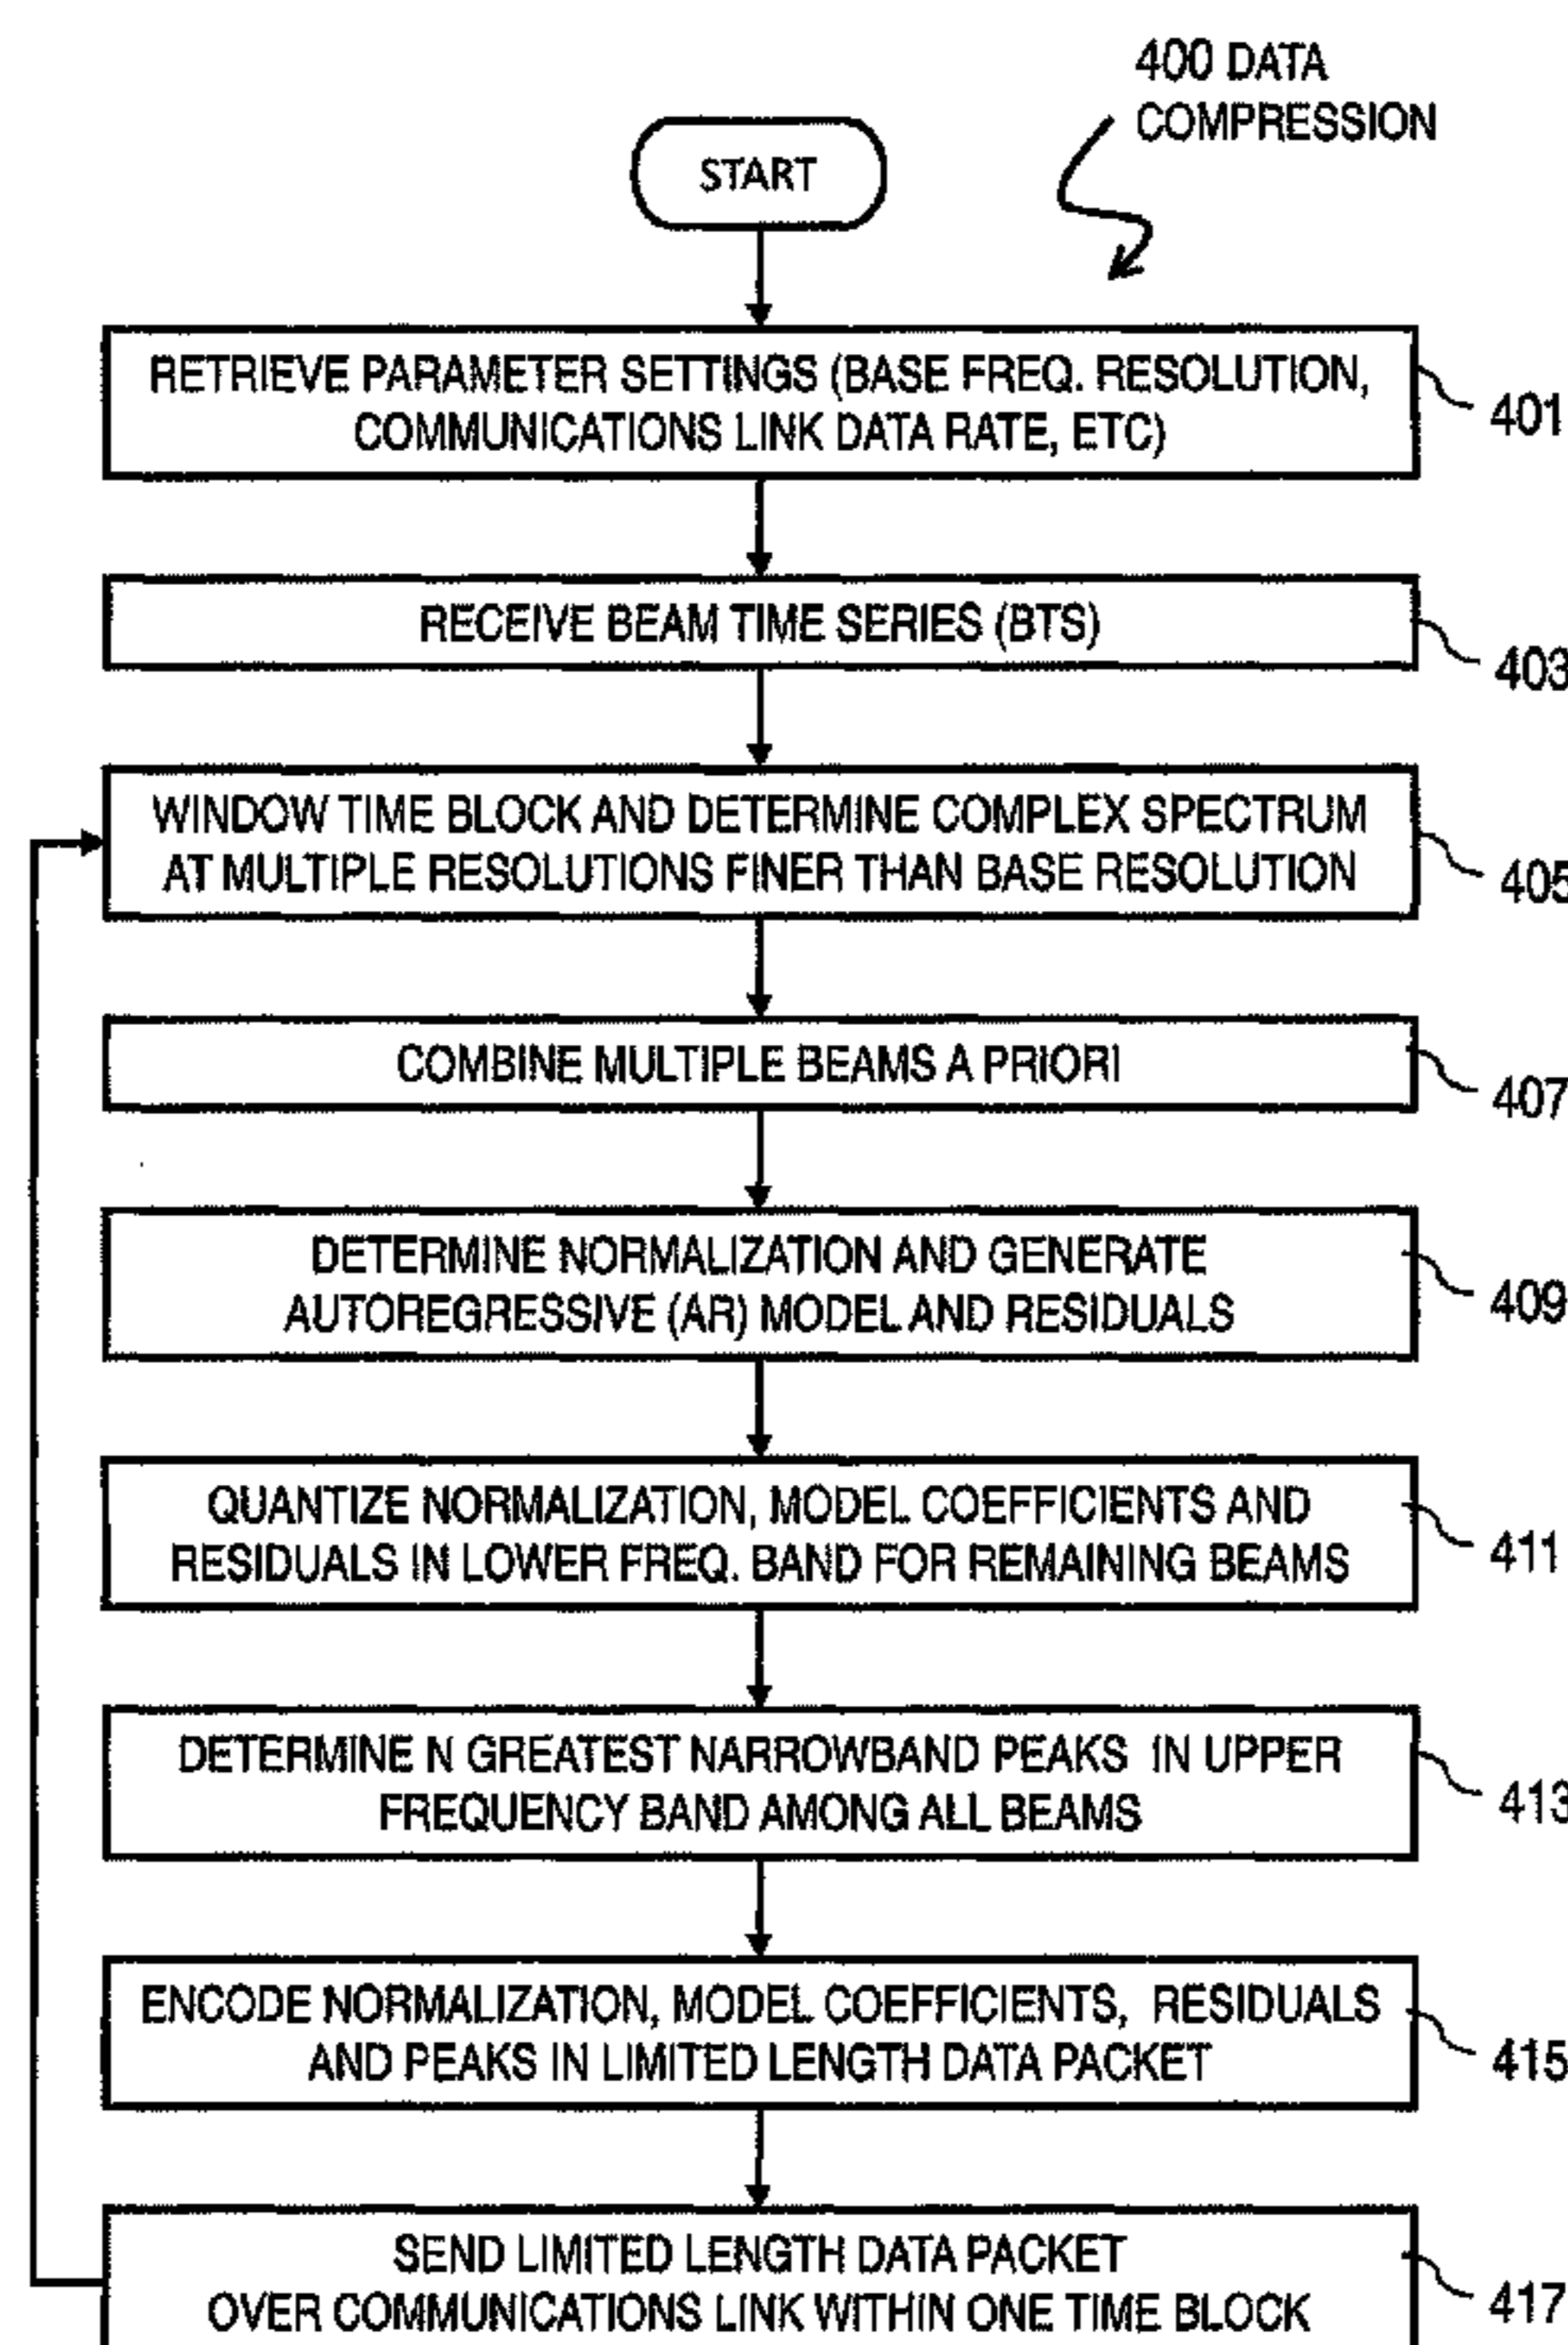 400 DATA
COMPRESSION
START
RETRIEVE PARAMETER SETTINGS (BASE FREQ. RESOLUTION,
COMMUNICATIONS LINK DATA RATE, ETC)
401
RECEIVE BEAM TIME SERIES (BTS)
403
WINDOW TIME BLOCK AND DETERMINE COMPLEX SPECTRUM
AT MULTIPLE RESOLUTIONS FINER THAN BASE RESOLUTION
405
COMBINE MULTIPLE BEAMS A PRIORI
407
DETERMINE NORMALIZATION AND GENERATE
AUTOREGRESSIVE (AR) MODEL AND RESIDUALS
409
QUANTIZE NORMALIZATION, MODEL COEFFICIENTS AND
RESIDUALS IN LOWER FREQ. BAND FOR REMAINING BEAMS
411
DETERMINE N GREATEST NARROWBAND PEAKS IN UPPER
FREQUENCY BAND AMONG ALL BEAMS
413
ENCODE NORMALIZATION, MODEL COEFFICIENTS, RESIDUALS
AND PEAKS IN LIMITED LENGTH DATA PACKET
415
SEND LIMITED LENGTH DATA PACKET
OVER COMMUNICATIONS LINK WITHIN ONE TIME BLOCK
417